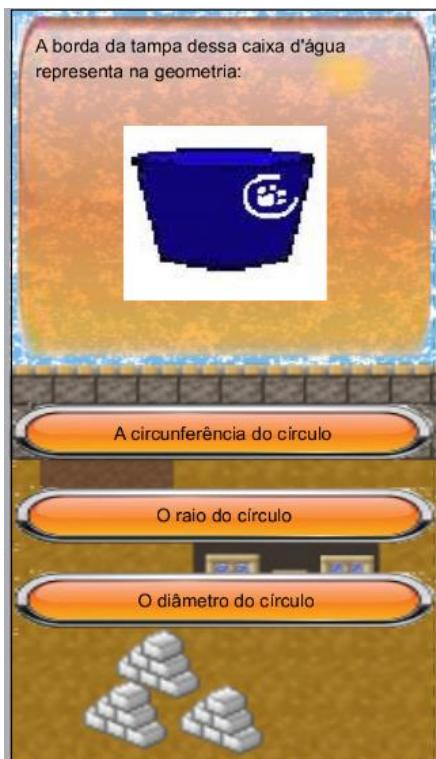 A borda da tampa dessa caixa d'água
representa na geometria:
A circunferência do círculo
O raio do círculo
O diâmetro do círculo